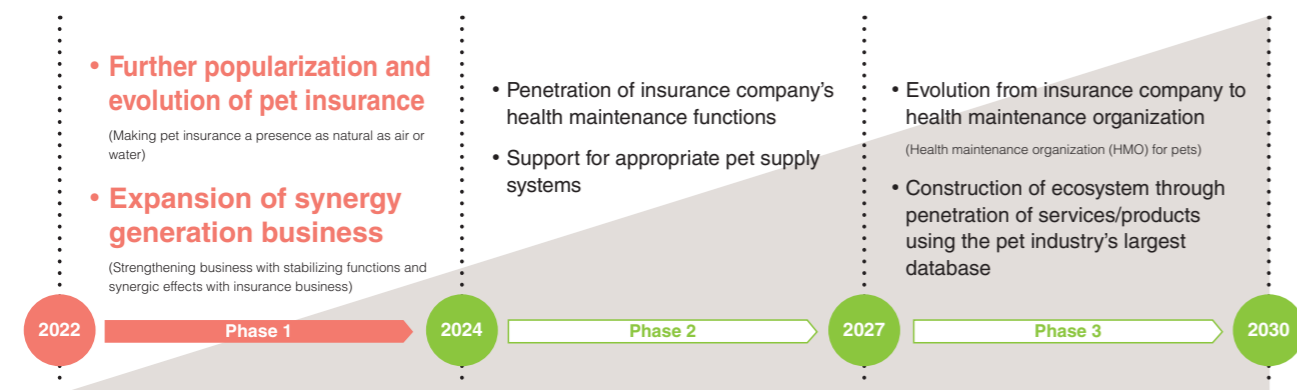 • Further popularization and
evolution of pet insurance
(Making pet insurance a presence as natural as air or
water)
• Expansion of synergy
generation business
(Strengthening business with stabilizing functions and
synergic effects with insurance business)
• Penetration of insurance company's
health maintenance functions
• Support for appropriate pet supply
systems
• Evolution from insurance company to
health maintenance organization
(Health maintenance organization (HMO) for pets)
• Construction of ecosystem through
penetration of services/products
using the pet industry's largest
database
2022
Phase 1
2024
Phase 2
2027
Phase 3
2030